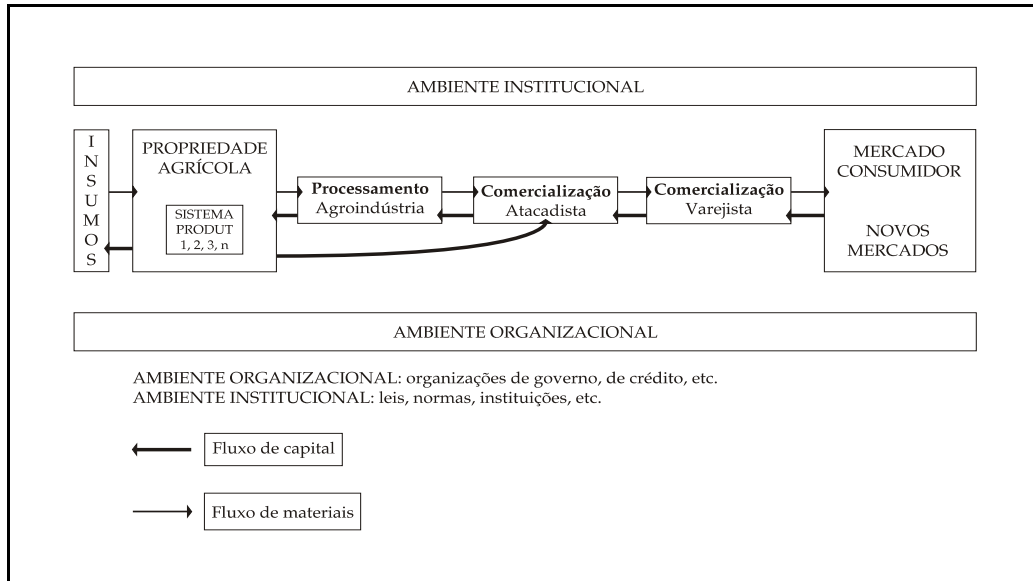 AMBIENTE INSTITUCIONAL
INSUMOS
PROPRIEDADE
AGRÍCOLA
SISTEMA
PRODUT
1, 2, 3, n
Processamento
Agroindústria
Comercialização
Atacadista
Comercialização
Varejista
MERCADO
CONSUMIDOR
NOVOS
MERCADOS
AMBIENTE ORGANIZACIONAL
AMBIENTE ORGANIZACIONAL: organizações de governo, de crédito, etc.
AMBIENTE INSTITUCIONAL: leis, normas, instituições, etc.
Fluxo de capital
Fluxo de materiais